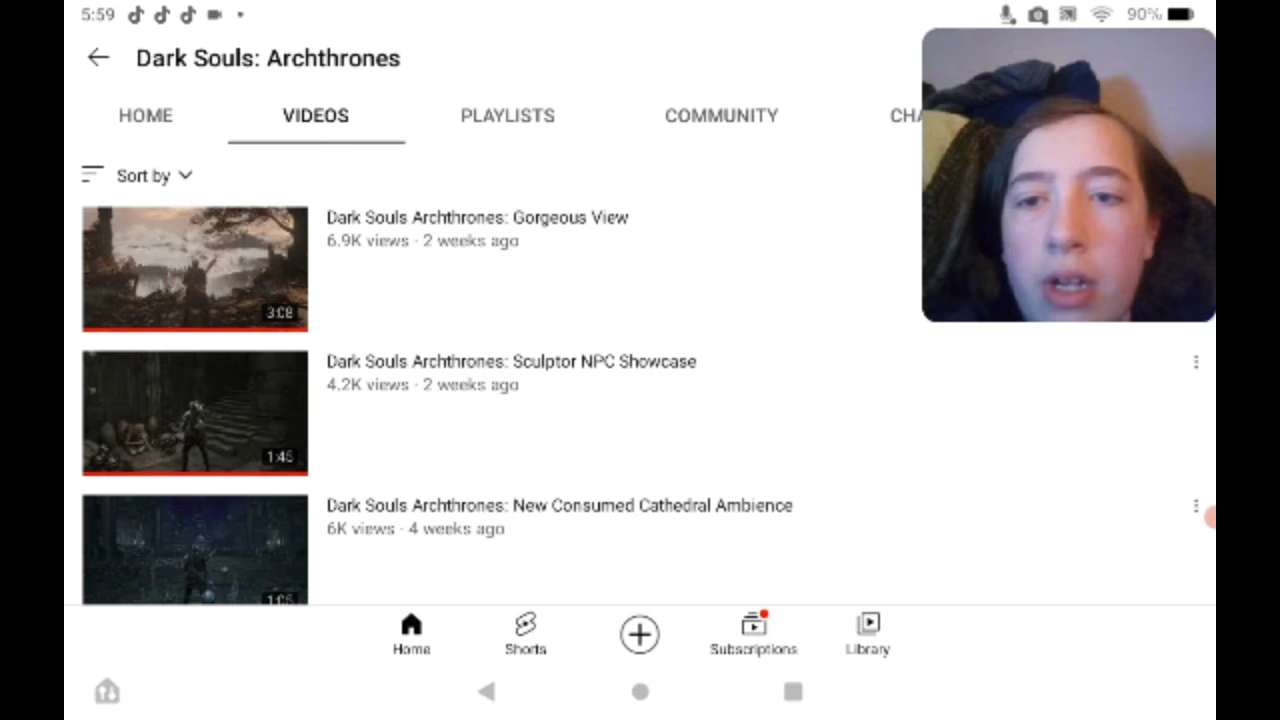 5:59
90%
Dark Souls: Archthrones
HOME
VIDEOS
PLAYLISTS
COMMUNITY
CHA
Sort by
3:08
Dark Souls Archthrones: Gorgeous View
6.9K views · 2 weeks ago
1:45
Dark Souls Archthrones: Sculptor NPC Showcase
4.2K views · 2 weeks ago
Dark Souls Archthrones: New Consumed Cathedral Ambience
6K views · 4 weeks ago
Home
Shorts
Subscriptions
Library